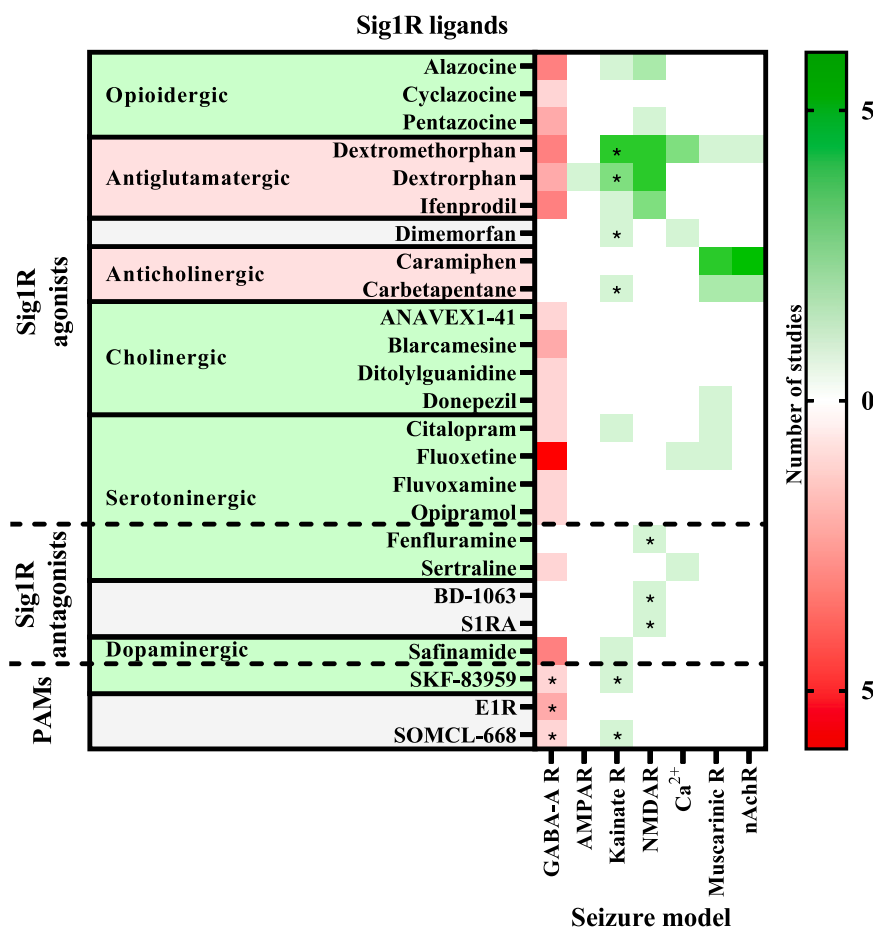 Sig1R ligands
Sig1R
agonists
Sig1R
antagonists
PAMs
Opioidergic
Antiglutamatergic
Anticholinergic
Cholinergic
Serotoninergic
Dopaminergic
Alazocine
Cyclazocine
Pentazocine
Dextromethorphan *
Dextrorphan *
Ifenprodil
Dimemorfan *
Caramiphen
Carbetapentane *
ANAVEX1-41
Blarcamesine
Ditolylguanidine
Donepezil
Citalopram
Fluoxetine
Fluvoxamine
Opipramol
Fenfluramine *
Sertraline
BD-1063 *
S1RA *
Safinamide
SKF-83959 * *
E1R *
SOMCL-668 * *
GABA-A R
AMPAR
Kainate R
NMDAR
Ca²⁺
Muscarinic R
nAchR
Seizure model
5
0
5
Number of studies